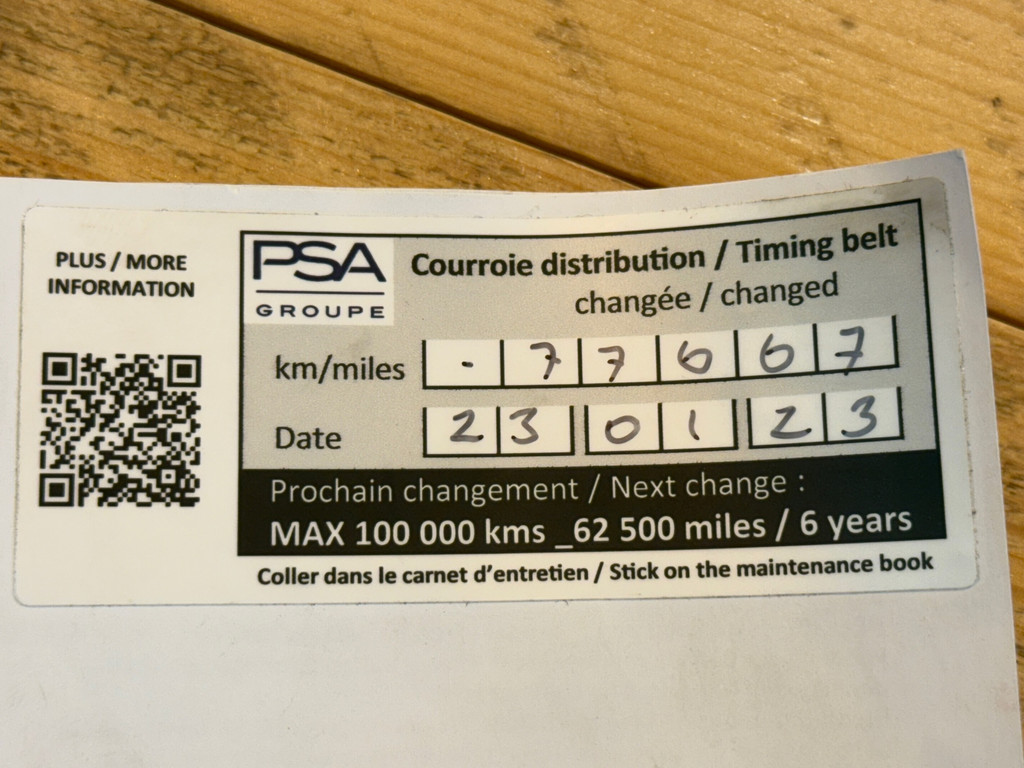 PLUS / MORE
INFORMATION
PSA
GROUPE
Courroie distribution / Timing belt
changée / changed
km/miles . 7 7 6 6 7
Date 2 3 0 1 2 3
Prochain changement / Next change :
MAX 100 000 kms _62 500 miles / 6 years
Coller dans le carnet d'entretien / Stick on the maintenance book